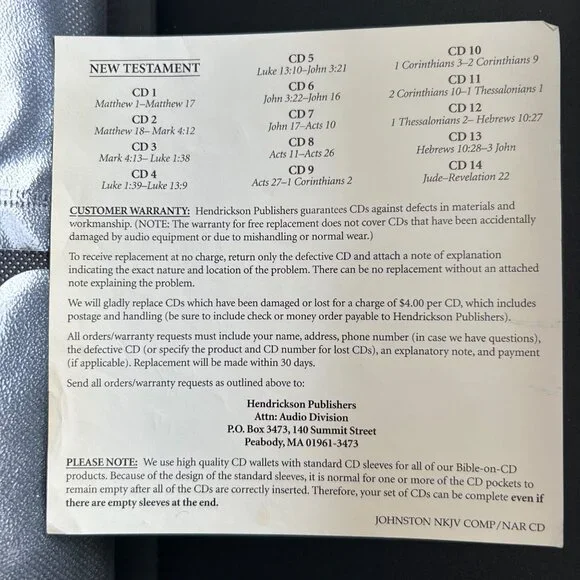 NEW TESTAMENT
CD 1
Matthew 1–Matthew 17
CD 2
Matthew 18– Mark 4:12
CD 3
Mark 4:13– Luke 1:38
CD 4
Luke 1:39–Luke 13:9
CD 5
Luke 13:10–John 3:21
CD 6
John 3:22–John 16
CD 7
John 17–Acts 10
CD 8
Acts 11–Acts 26
CD 9
Acts 27–1 Corinthians 2
CD 10
1 Corinthians 3–2 Corinthians 9
CD 11
2 Corinthians 10–1 Thessalonians 1
CD 12
1 Thessalonians 2– Hebrews 10:27
CD 13
Hebrews 10:28–3 John
CD 14
Jude–Revelation 22
CUSTOMER WARRANTY: Hendrickson Publishers guarantees CDs against defects in materials and
workmanship. (NOTE: The warranty for free replacement does not cover CDs that have been accidentally
damaged by audio equipment or due to mishandling or normal wear.)
To receive replacement at no charge, return only the defective CD and attach a note of explanation
indicating the exact nature and location of the problem. There can be no replacement without an attached
note explaining the problem.
We will gladly replace CDs which have been damaged or lost for a charge of $4.00 per CD, which includes
postage and handling (be sure to include check or money order payable to Hendrickson Publishers).
All orders/warranty requests must include your name, address, phone number (in case we have questions),
the defective CD (or specify the product and CD number for lost CDs), an explanatory note, and payment
(if applicable). Replacement will be made within 30 days.
Send all orders/warranty requests as outlined above to:
Hendrickson Publishers
Attn: Audio Division
P.O. Box 3473, 140 Summit Street
Peabody, MA 01961-3473
PLEASE NOTE: We use high quality CD wallets with standard CD sleeves for all of our Bible-on-CD
products. Because of the design of the standard sleeves, it is normal for one or more of the CD pockets to
remain empty after all of the CDs are correctly inserted. Therefore, your set of CDs can be complete even if
there are empty sleeves at the end.
JOHNSTON NKJV COMP/NAR CD